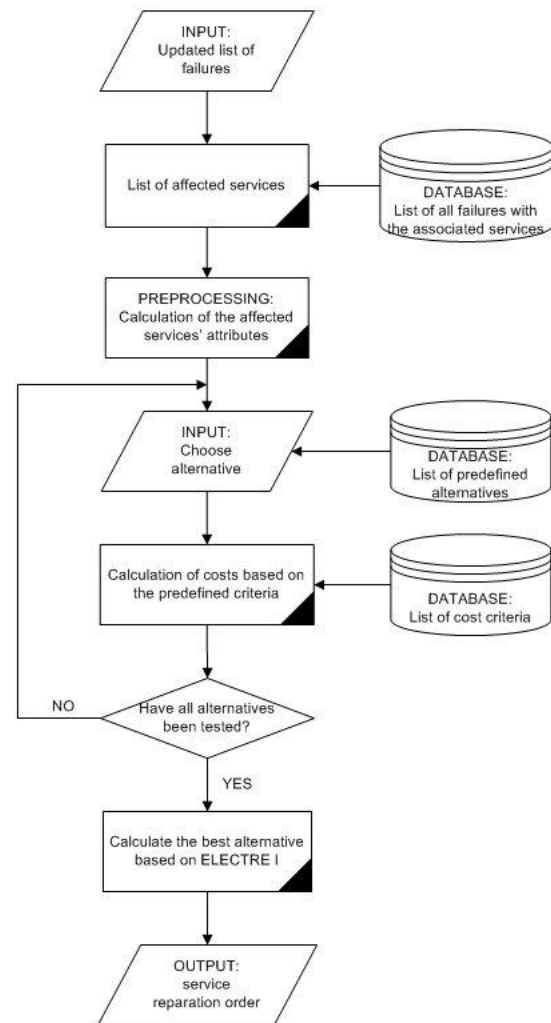 INPUT:
Updated list of
failures
List of affected services
DATABASE:
List of all failures with
the associated services
PREPROCESSING:
Calculation of the affected
services' attributes
INPUT:
Choose
alternative
DATABASE:
List of predefined
alternatives
Calculation of costs based on
the predefined criteria
DATABASE:
List of cost criteria
NO
Have all alternatives
been tested?
YES
Calculate the best alternative
based on ELECTRE I
OUTPUT:
service
reparation order